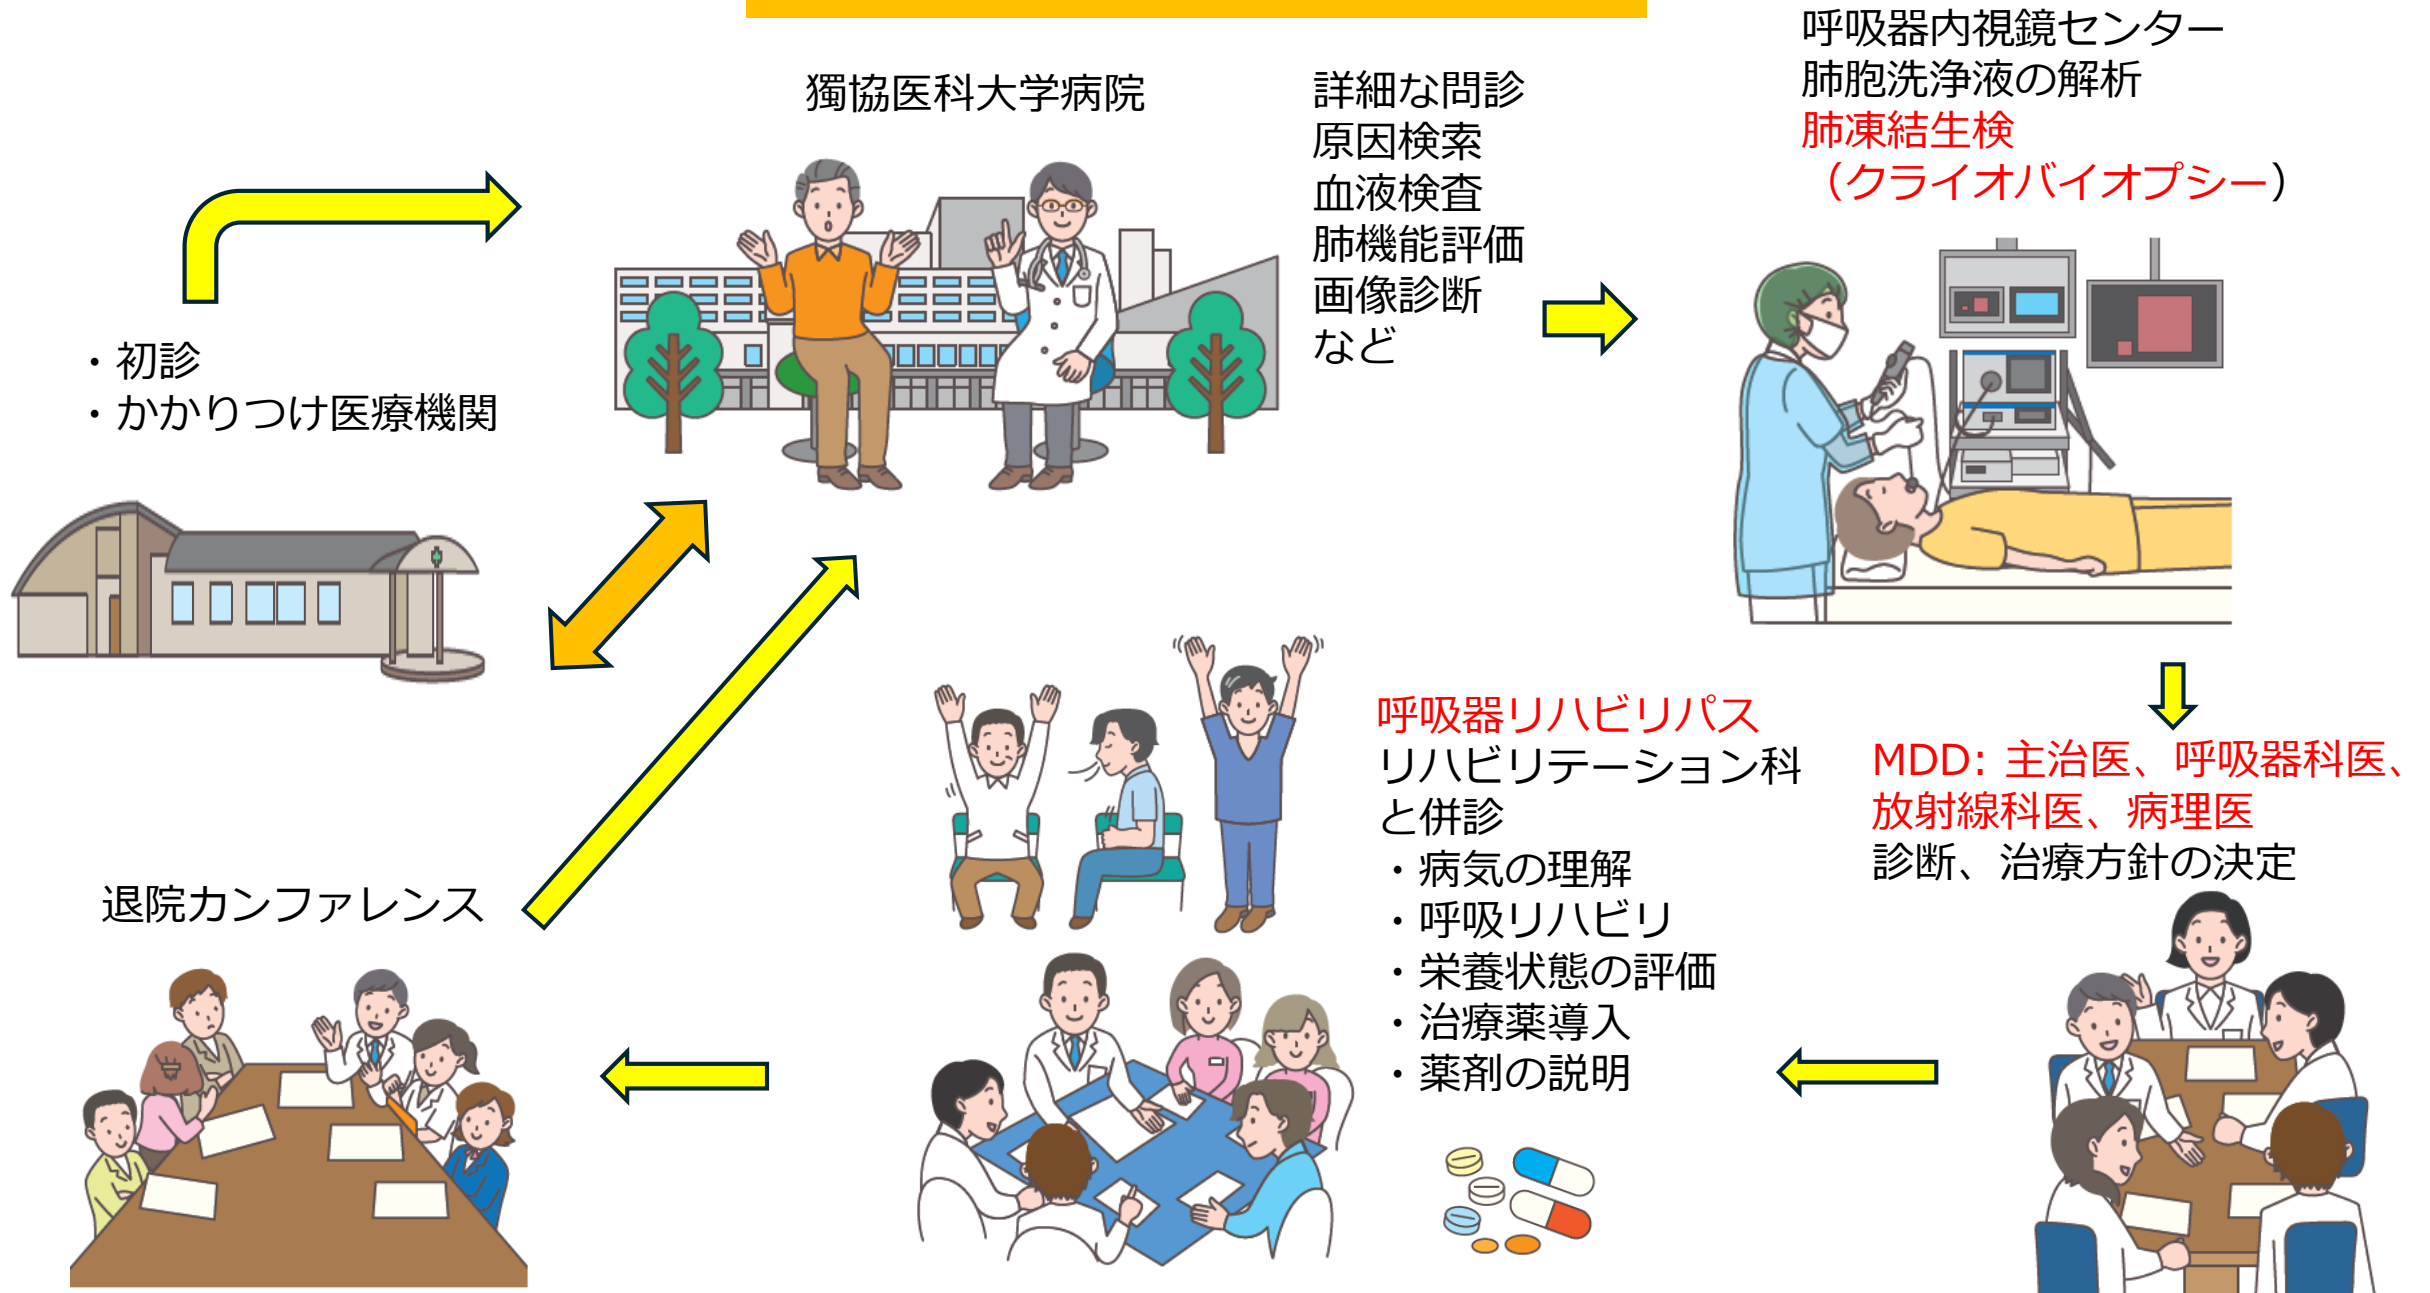 獨協医科大学病院
詳細な問診
原因検索
血液検査
肺機能評価
画像診断
など
呼吸器内視鏡センター
肺胞洗浄液の解析
肺凍結生検
（クライオバイオプシー）
・初診
・かかりつけ医療機関
呼吸器リハビリパス
リハビリテーション科
と併診
・病気の理解
・呼吸リハビリ
・栄養状態の評価
・治療薬導入
・薬剤の説明
MDD: 主治医、呼吸器科医、
放射線科医、病理医
診断、治療方針の決定
退院カンファレンス